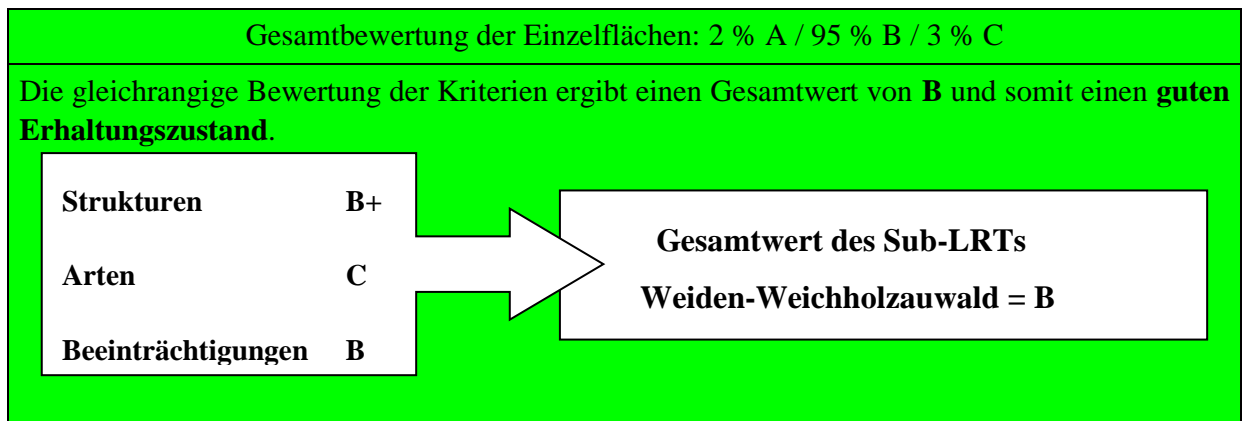 Gesamtbewertung der Einzelflächen: 2 % A / 95 % B / 3 % C
Die gleichrangige Bewertung der Kriterien ergibt einen Gesamtwert von B und somit einen guten
Erhaltungszustand.
Strukturen B+
Arten C
Beeinträchtigungen B
Gesamtwert des Sub-LRTs
Weiden-Weichholzauwald = B